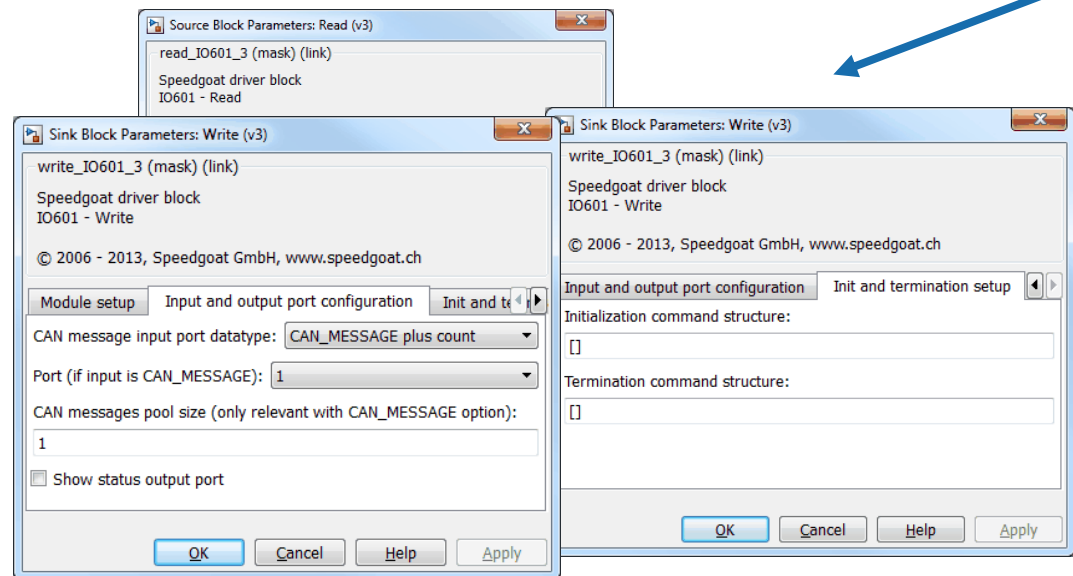 Source Block Parameters: Read (v3)
read_IO601_3 (mask) (link)
Speedgoat driver block
IO601 - Read
Sink Block Parameters: Write (v3)
write_IO601_3 (mask) (link)
Speedgoat driver block
IO601 - Write
© 2006 - 2013, Speedgoat GmbH, www.speedgoat.ch
Module setup
Input and output port configuration
Init and te
CAN message input port datatype: CAN_MESSAGE plus count
Port (if input is CAN_MESSAGE): 1
CAN messages pool size (only relevant with CAN_MESSAGE option):
1
Show status output port
OK Cancel Help Apply
Sink Block Parameters: Write (v3)
write_IO601_3 (mask) (link)
Speedgoat driver block
IO601 - Write
© 2006 - 2013, Speedgoat GmbH, www.speedgoat.ch
Input and output port configuration
Init and termination setup
Initialization command structure:
[]
Termination command structure:
[]
OK Cancel Help Apply